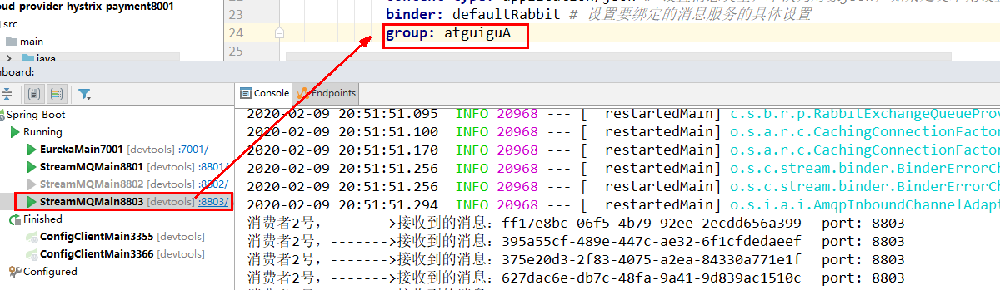 oud-provider-hystrix-payment8001
src
main
java
22
23
24
25
binder: defaultRabbit # 设置要绑定的消息服务的具体设置
group: atguiguA
nboard:
Console
Endpoints
Spring Boot
Running
EurekaMain7001 [devtools] :7001/
StreamMQMain8801 [devtools] :8801/
StreamMQMain8802 [devtools] :8802/
StreamMQMain8803 [devtools] :8803/
Finished
ConfigClientMain3355 [devtools]
ConfigClientMain3366 [devtools]
Configured
2020-02-09 20:51:51.095 INFO 20968 --- [ restartedMain] c.s.b.r.p.RabbitExchangeQueueProv
2020-02-09 20:51:51.100 INFO 20968 --- [ restartedMain] o.s.a.r.c.CachingConnectionFactor
2020-02-09 20:51:51.170 INFO 20968 --- [ restartedMain] o.s.a.r.c.CachingConnectionFactor
2020-02-09 20:51:51.256 INFO 20968 --- [ restartedMain] o.s.c.stream.binder.BinderErrorCh
2020-02-09 20:51:51.256 INFO 20968 --- [ restartedMain] o.s.c.stream.binder.BinderErrorCh
2020-02-09 20:51:51.294 INFO 20968 --- [ restartedMain] o.s.i.a.i.AmqpInboundChannelAdapt
消费者2号，------->接收到的消息：ff17e8bc-06f5-4b79-92ee-2ecdd656a399 port: 8803
消费者2号，------->接收到的消息：395a55cf-489e-447c-ae32-6f1cfdedaeef port: 8803
消费者2号，------->接收到的消息：375e20d3-2f83-4075-a2ea-84330a771e1f port: 8803
消费者2号，------->接收到的消息：627dac6e-db7c-48fa-9a41-9d839ac1510c port: 8803